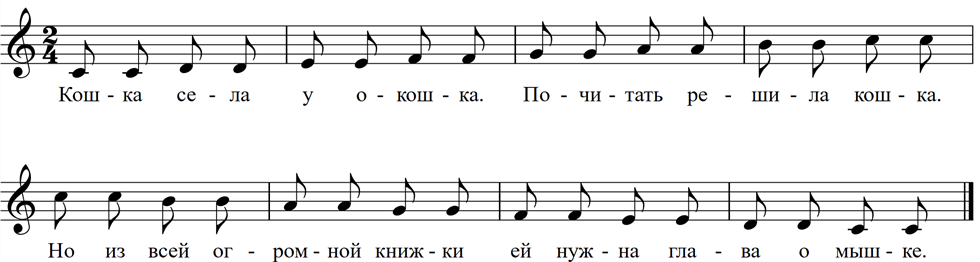 Кош - ка се - ла у о - кош - ка. По - чи - тать ре - ши - ла кош - ка.
Но из всей ог - ром - ной книж - ки ей нуж - на гла - ва о мыш - ке.